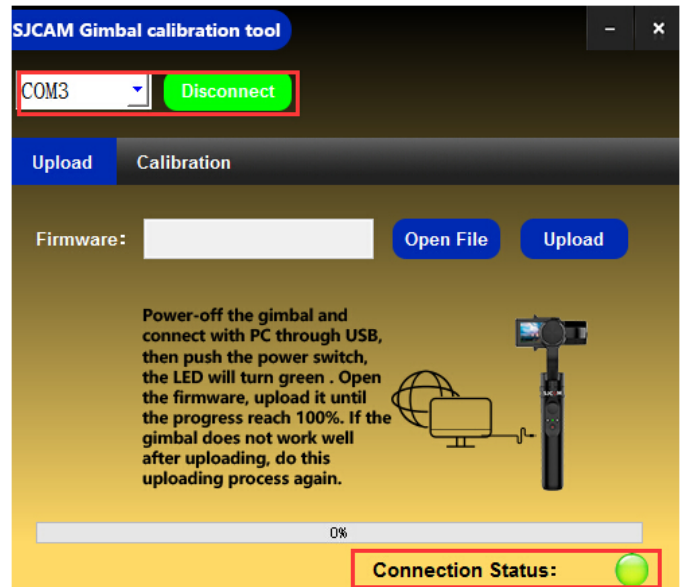 SJCAM Gimbal calibration tool
COM3 Disconnect
Upload Calibration
Firmware: Open File Upload
Power-off the gimbal and
connect with PC through USB,
then push the power switch,
the LED will turn green . Open
the firmware, upload it until
the progress reach 100%. If the
gimbal does not work well
after uploading, do this
uploading process again.
SJCAM
0%
Connection Status: